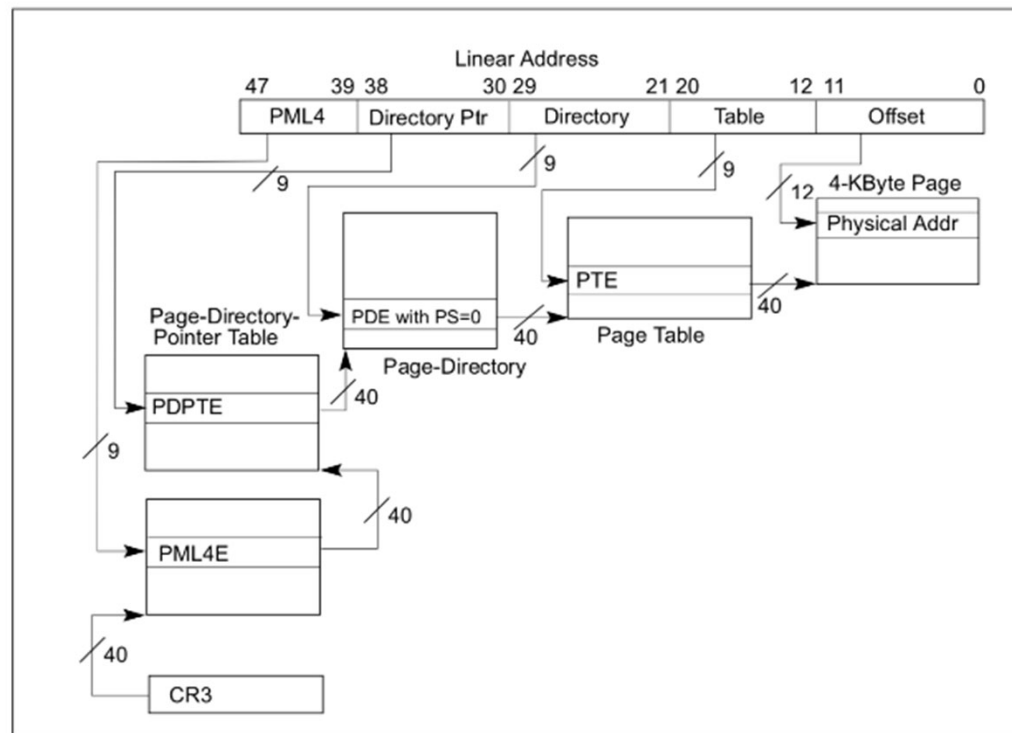 Linear Address
47 39 38 30 29 21 20 12 11 0
PML4 Directory Ptr Directory Table Offset
9
9
9
12
4-KByte Page
Physical Addr
PTE
40
PDE with PS=0
40
Page Table
Page-Directory-
Pointer Table
Page-Directory
PDPTE
40
9
40
PML4E
40
CR3